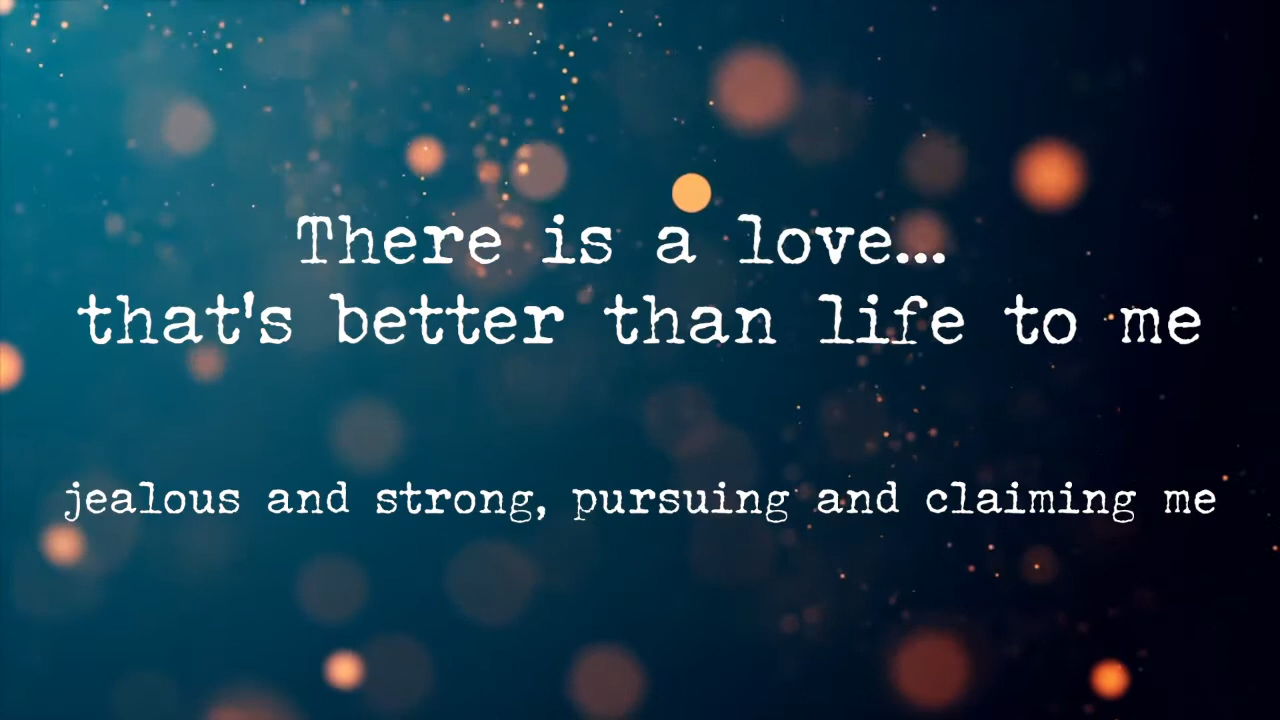 There is a love...
that's better than life to me
jealous and strong, pursuing and claiming me